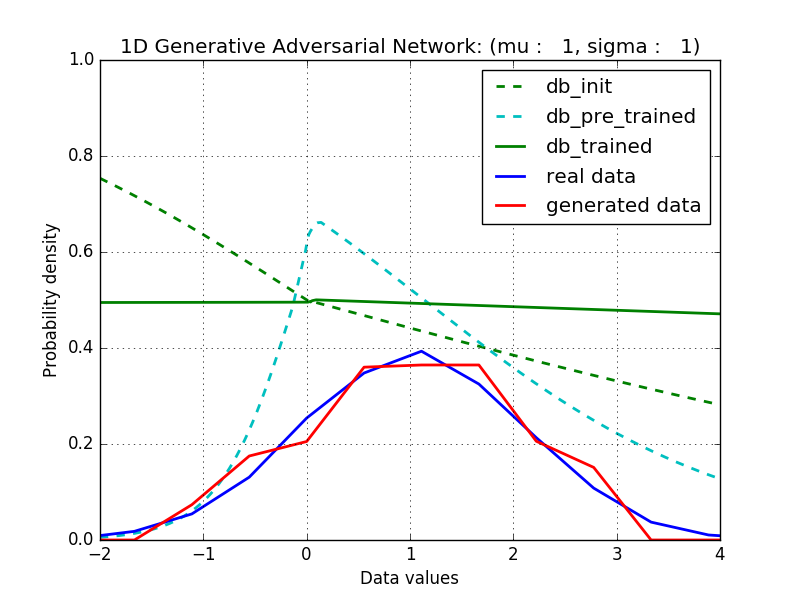 1D Generative Adversarial Network: (mu :   1, sigma :   1)
db_init
db_pre_trained
db_trained
real data
generated data
Probability density
1.0
0.8
0.6
0.4
0.2
0.0
−2 −1 0 1 2 3 4
Data values